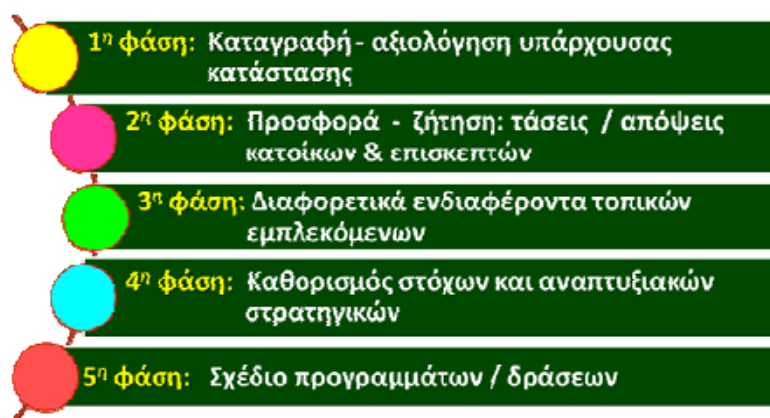 1η φάση: Καταγραφή - αξιολόγηση υπάρχουσας
κατάστασης
2η φάση: Προσφορά - ζήτηση: τάσεις / απόψεις
κατοίκων & επισκεπτών
3η φάση: Διαφορετικά ενδιαφέροντα τοπικών
εμπλεκόμενων
4η φάση: Καθορισμός στόχων και αναπτυξιακών
στρατηγικών
5η φάση: Σχέδιο προγραμμάτων / δράσεων